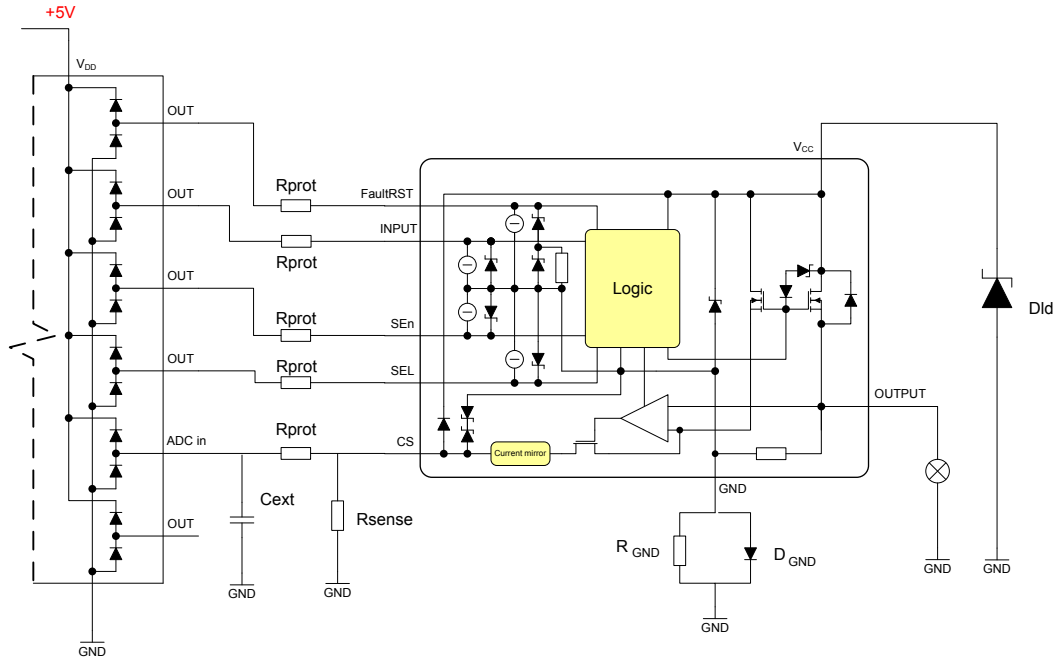 +5V
VDD
OUT
VCC
OUT
Rprot
FaultRST
INPUT
Rprot
OUT
Logic
Dld
Rprot
SEn
OUT
Rprot
SEL
OUTPUT
ADC in
Rprot
CS
Current mirror
GND
Cext
Rsense
OUT
R GND
D GND
GND
GND
GND
GND
GND
GND